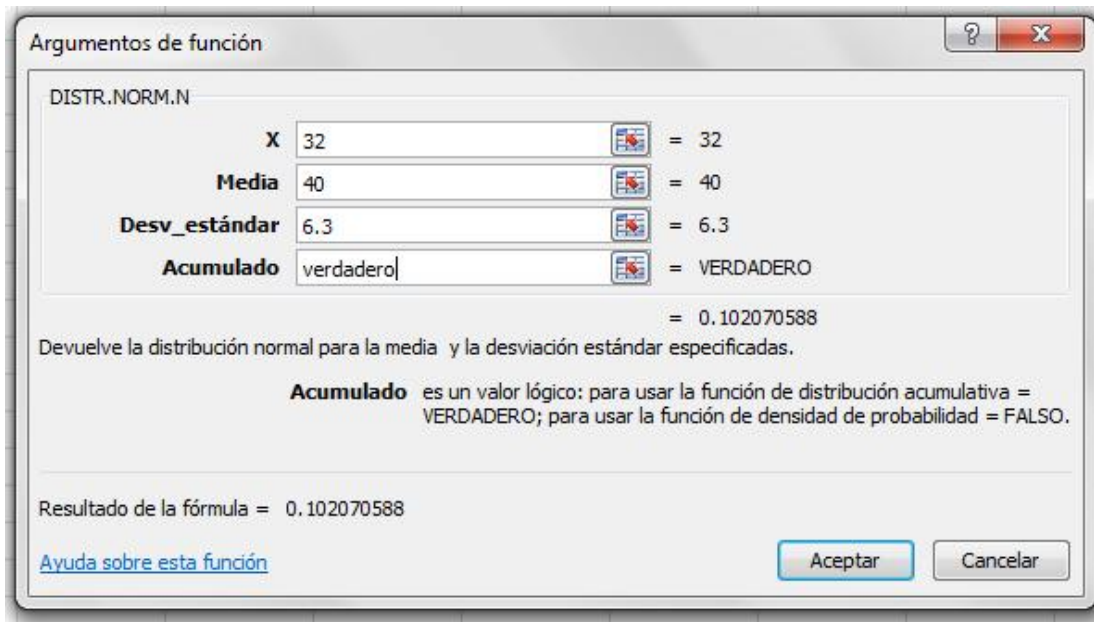 Argumentos de función
DISTR.NORM.N
X 32 = 32
Media 40 = 40
Desv_estándar 6.3 = 6.3
Acumulado verdadero = VERDADERO
= 0.102070588
Devuelve la distribución normal para la media y la desviación estándar especificadas.
Acumulado es un valor lógico: para usar la función de distribución acumulativa =
VERDADERO; para usar la función de densidad de probabilidad = FALSO.
Resultado de la fórmula = 0.102070588
Ayuda sobre esta función Aceptar Cancelar